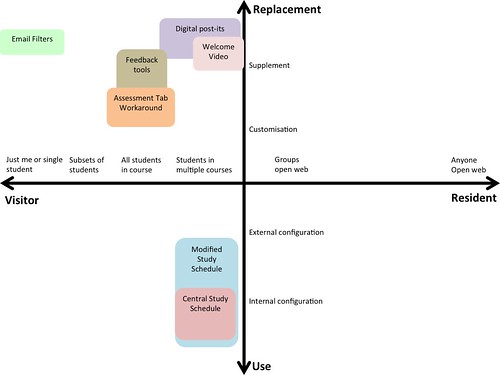 Replacement
Digital post-its
Email Filters
Welcome
Video
Feedback
tools
Supplement
Assessment Tab
Workaround
Customisation
Just me or single
student
Subsets of
students
All students
in course
Students in
multiple courses
Groups
open web
Anyone
Open web
Visitor
Resident
External configuration
Modified
Study
Schedule
Central Study
Schedule
Internal configuration
Use